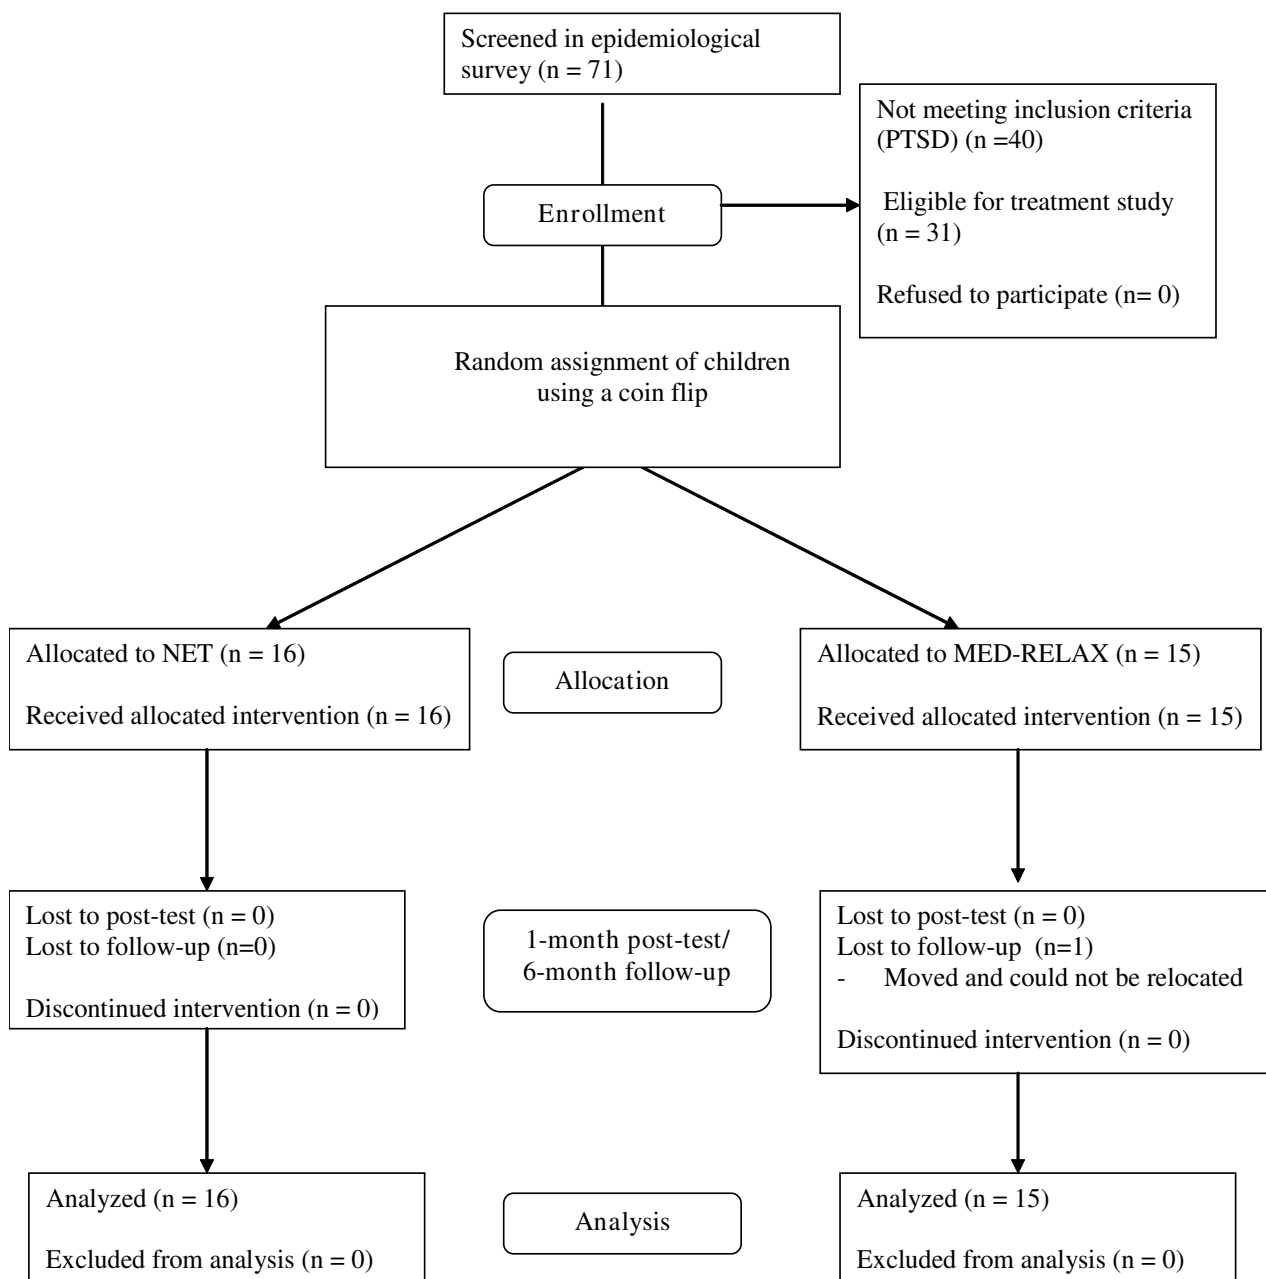 Screened in epidemiological
survey (n = 71)
Not meeting inclusion criteria
(PTSD) (n =40)
Eligible for treatment study
(n = 31)
Refused to participate (n= 0)
Enrollment
Random assignment of children
using a coin flip
Allocated to NET (n = 16)
Received allocated intervention (n = 16)
Allocation
Allocated to MED-RELAX (n = 15)
Received allocated intervention (n = 15)
Lost to post-test (n = 0)
Lost to follow-up (n=0)
Discontinued intervention (n = 0)
1-month post-test/
6-month follow-up
Lost to post-test (n = 0)
Lost to follow-up (n=1)
- Moved and could not be relocated
Discontinued intervention (n = 0)
Analyzed (n = 16)
Excluded from analysis (n = 0)
Analysis
Analyzed (n = 15)
Excluded from analysis (n = 0)